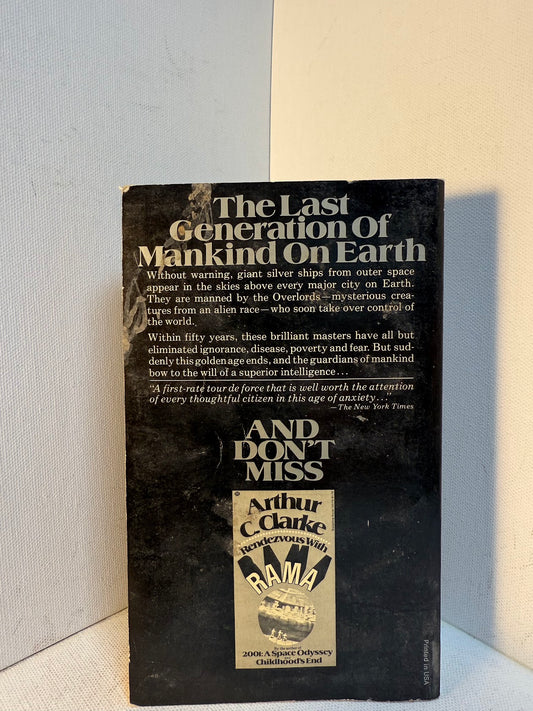 The Last
Generation Of
Mankind On Earth
Without warning, giant silver ships from outer space
appear in the skies above every major city on Earth.
They are manned by the Overlords—mysterious crea-
tures from an alien race—who soon take over control of
the world.
Within fifty years, these brilliant masters have all but
eliminated ignorance, disease, poverty and fear. But sud-
denly this golden age ends, and the guardians of mankind
bow to the will of a superior intelligence...
"A first-rate tour de force that is well worth the attention
of every thoughtful citizen in this age of anxiety..."
—The New York Times
AND
DON'T
MISS
Arthur
C. Clarke
Rendezvous With
RAMA
By the author of
2001: A Space Odyssey
and
Childhood's End
Printed in USA